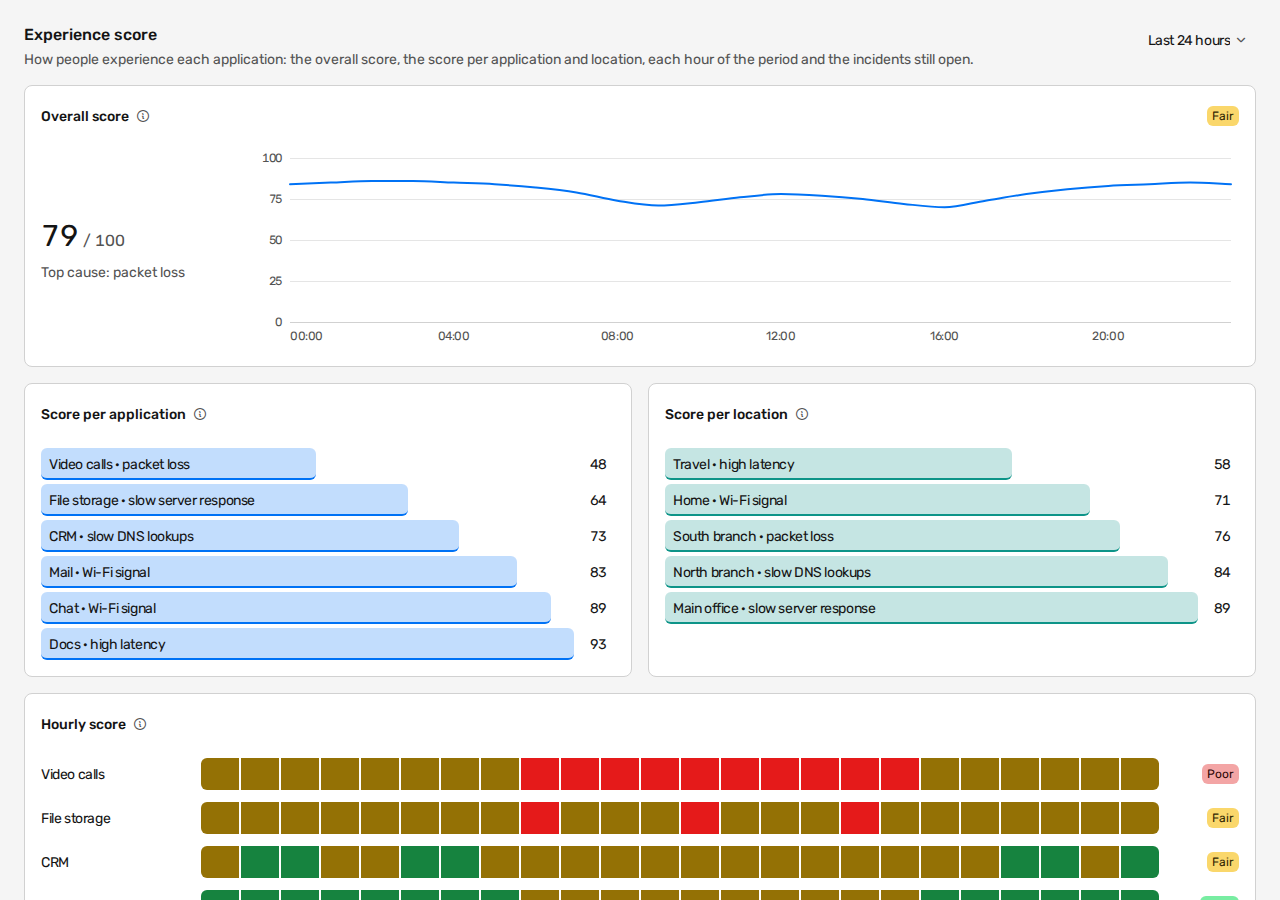 Experience score
Last 24 hours
How people experience each application: the overall score, the score per application and location, each hour of the period and the incidents still open.
Overall score
Fair
100
75
50
25
0
79 / 100
Top cause: packet loss
00:00 04:00 08:00 12:00 16:00 20:00
Score per application
Video calls • packet loss 48
File storage • slow server response 64
CRM • slow DNS lookups 73
Mail • Wi-Fi signal 83
Chat • Wi-Fi signal 89
Docs • high latency 93
Score per location
Travel • high latency 58
Home • Wi-Fi signal 71
South branch • packet loss 76
North branch • slow DNS lookups 84
Main office • slow server response 89
Hourly score
Video calls Poor
File storage Fair
CRM Fair